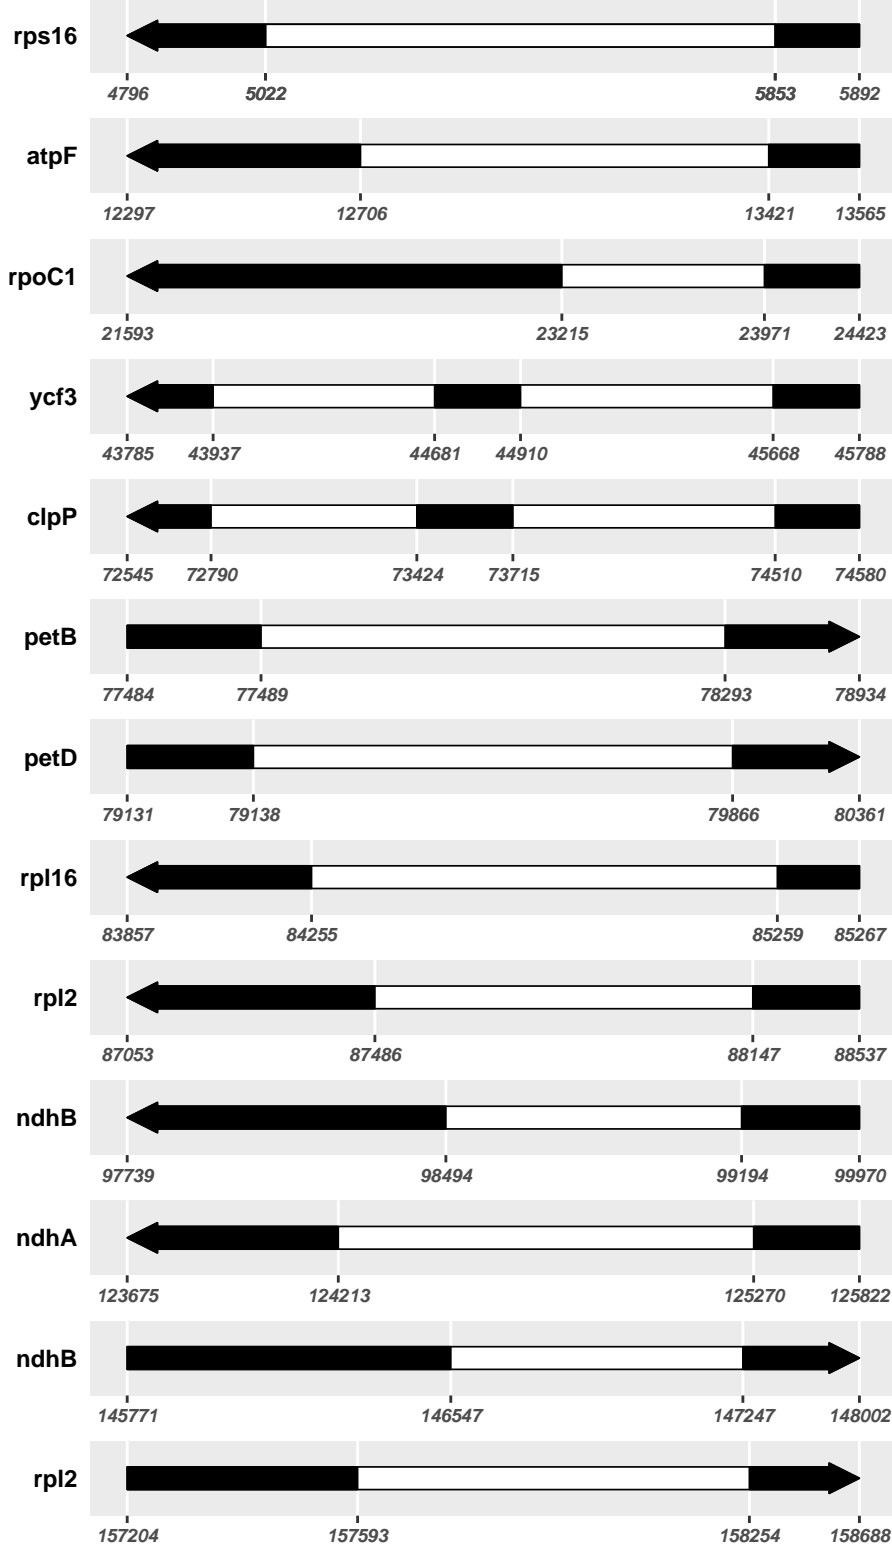 rps16
4796 5022 5853 5892
atpF
12297 12706 13421 13565
rpoC1
21593 23215 23971 24423
ycf3
43785 43937 44681 44910 45668 45788
clpP
72545 72790 73424 73715 74510 74580
petB
77484 77489 78293 78934
petD
79131 79138 79866 80361
rpl16
83857 84255 85259 85267
rpl2
87053 87486 88147 88537
ndhB
97739 98494 99194 99970
ndhA
123675 124213 125270 125822
ndhB
145771 146547 147247 148002
rpl2
157204 157593 158254 158688